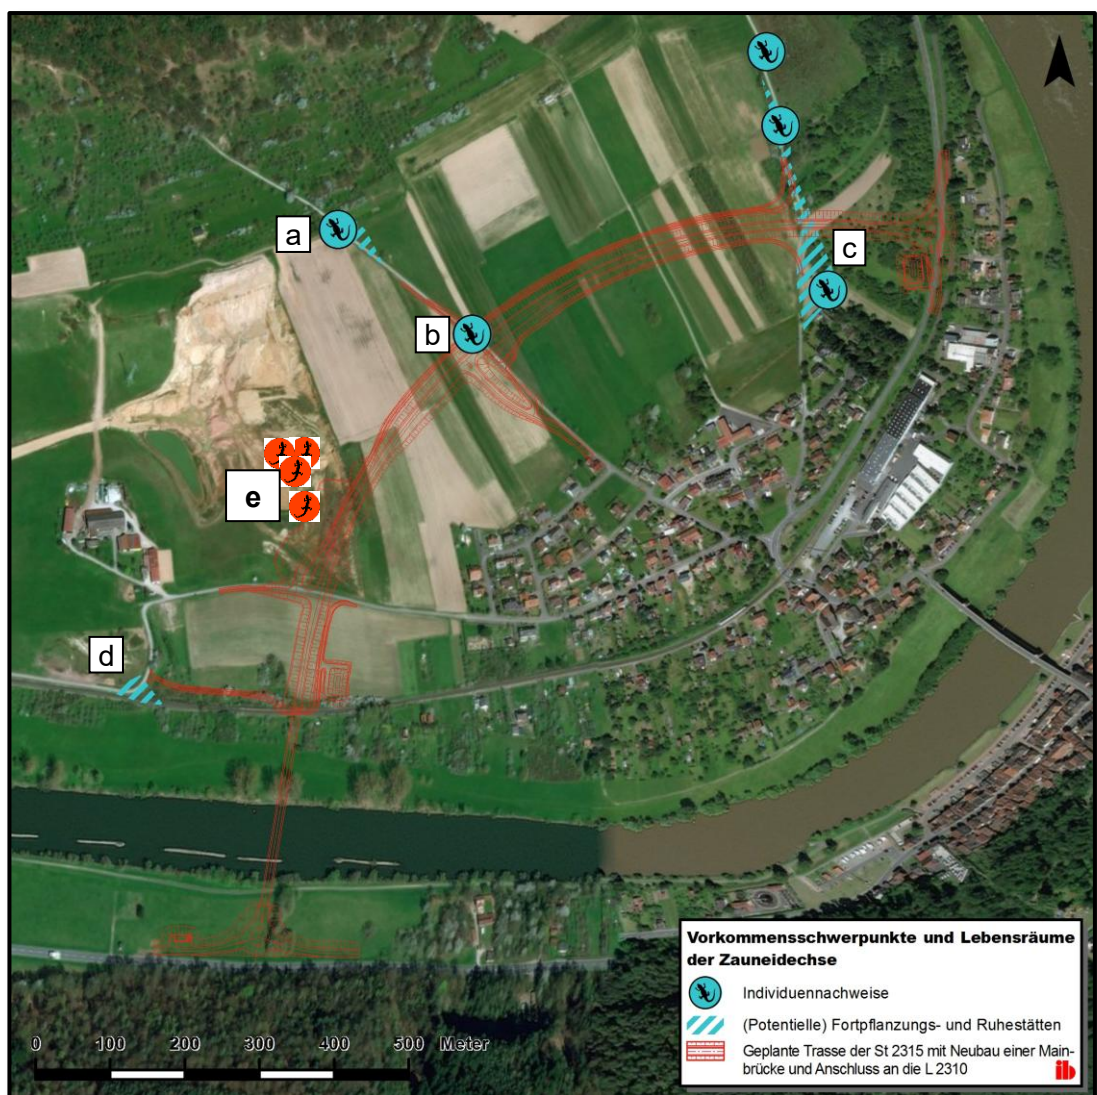 a
b
c
d
e
Vorkommensschwerpunkte und Lebensräume
der Zauneidechse
Individuennachweise
(Potentielle) Fortpflanzungs- und Ruhestätten
Geplante Trasse der St 2315 mit Neubau einer Main-
brücke und Anschluss an die L 2310
ib
0 100 200 300 400 500 Meter